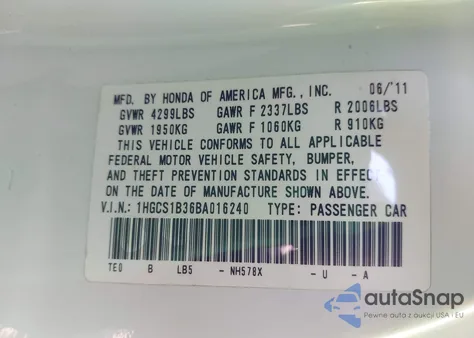 MFD. BY HONDA OF AMERICA MFG., INC. 06/'11
GVWR 4299LBS GAWR F 2337LBS R 2006LBS
GVWR 1950KG GAWR F 1060KG R 910KG
THIS VEHICLE CONFORMS TO ALL APPLICABLE
FEDERAL MOTOR VEHICLE SAFETY, BUMPER,
AND THEFT PREVENTION STANDARDS IN EFFECT
ON THE DATE OF MANUFACTURE SHOWN ABOVE.
V.I.N.: 1HGCS1B36BA016240 TYPE: PASSENGER CAR
TE0 B LB5 - NH578X - U - A
autoSnap
Pewne auta z aukcji USA i EU